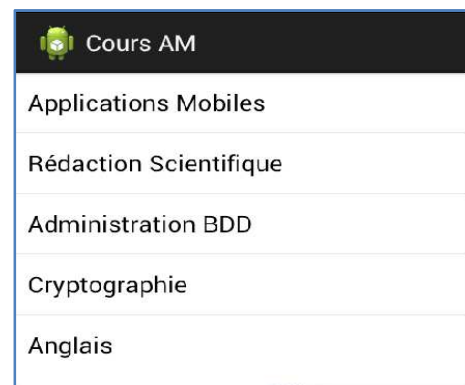 Cours AM
Applications Mobiles
Rédaction Scientifique
Administration BDD
Cryptographie
Anglais